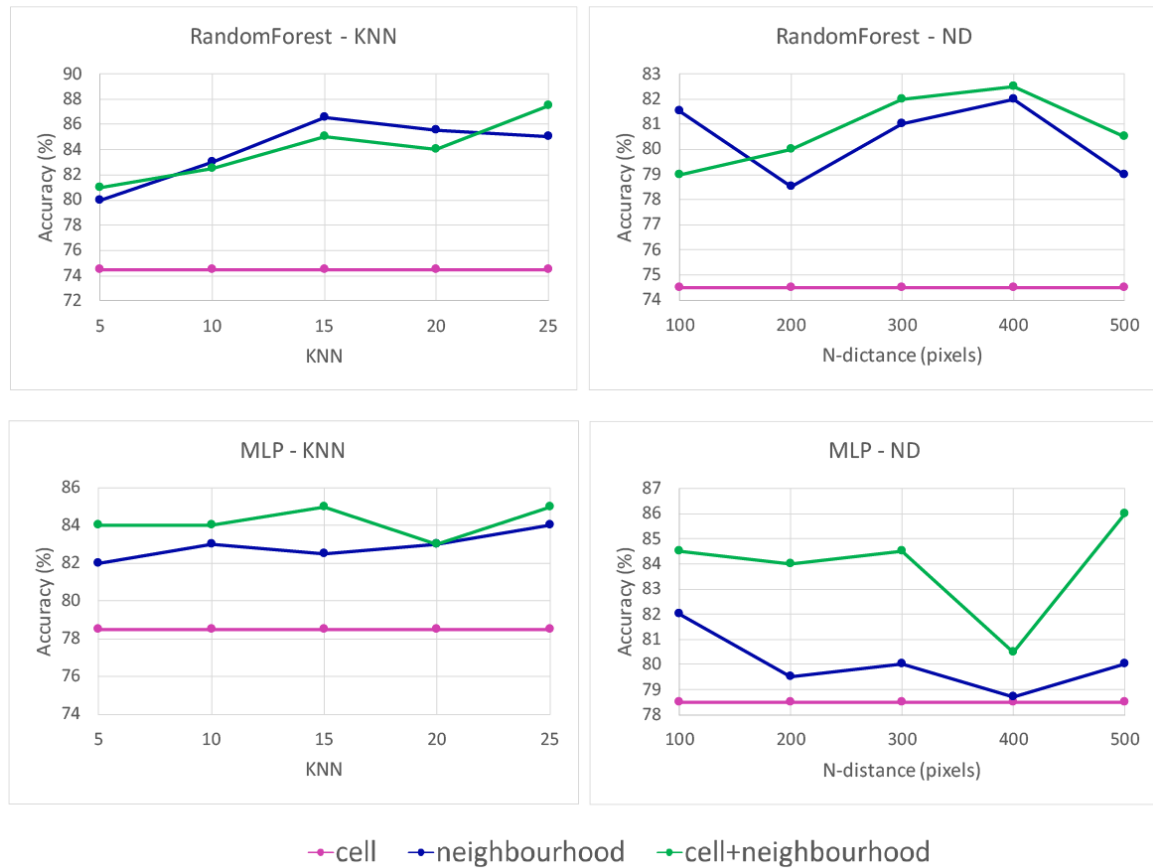 RandomForest - KNN
Accuracy (%)
90
88
86
84
82
80
78
76
74
72
5 10 15 20 25
KNN
RandomForest - ND
Accuracy (%)
83
82
81
80
79
78
77
76
75
74
100 200 300 400 500
N-dictance (pixels)
MLP - KNN
Accuracy (%)
86
84
82
80
78
76
74
5 10 15 20 25
KNN
MLP - ND
Accuracy (%)
87
86
85
84
83
82
81
80
79
78
100 200 300 400 500
N-distance (pixels)
cell neighbourhood cell+neighbourhood